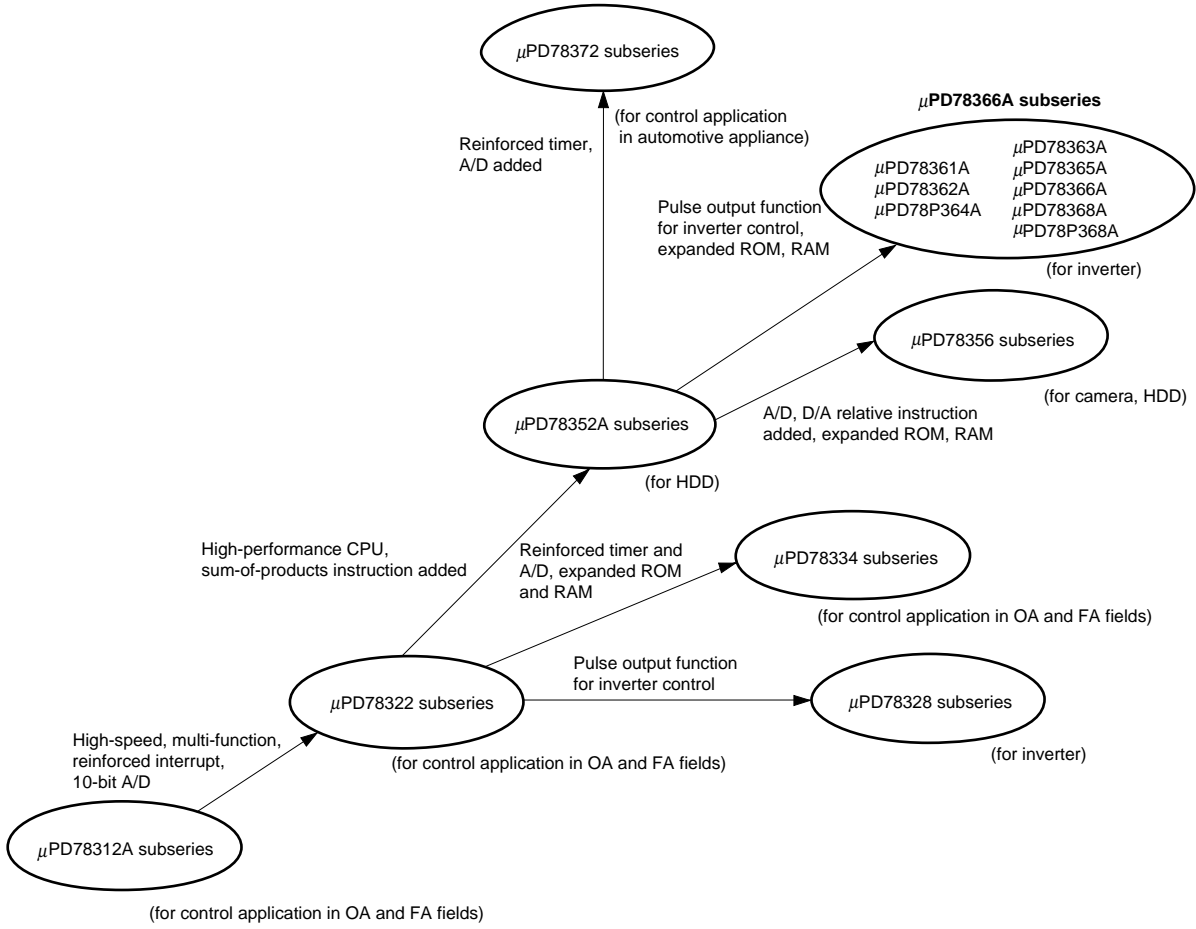 μPD78372 subseries
(for control application
in automotive appliance)
Reinforced timer,
A/D added
μPD78366A subseries
μPD78361A
μPD78362A
μPD78P364A
μPD78363A
μPD78365A
μPD78366A
μPD78368A
μPD78P368A
(for inverter)
Pulse output function
for inverter control,
expanded ROM, RAM
μPD78356 subseries
(for camera, HDD)
A/D, D/A relative instruction
added, expanded ROM, RAM
μPD78352A subseries
(for HDD)
High-performance CPU,
sum-of-products instruction added
Reinforced timer and
A/D, expanded ROM
and RAM
μPD78334 subseries
(for control application in OA and FA fields)
Pulse output function
for inverter control
μPD78328 subseries
(for inverter)
μPD78322 subseries
(for control application in OA and FA fields)
High-speed, multi-function,
reinforced interrupt,
10-bit A/D
μPD78312A subseries
(for control application in OA and FA fields)